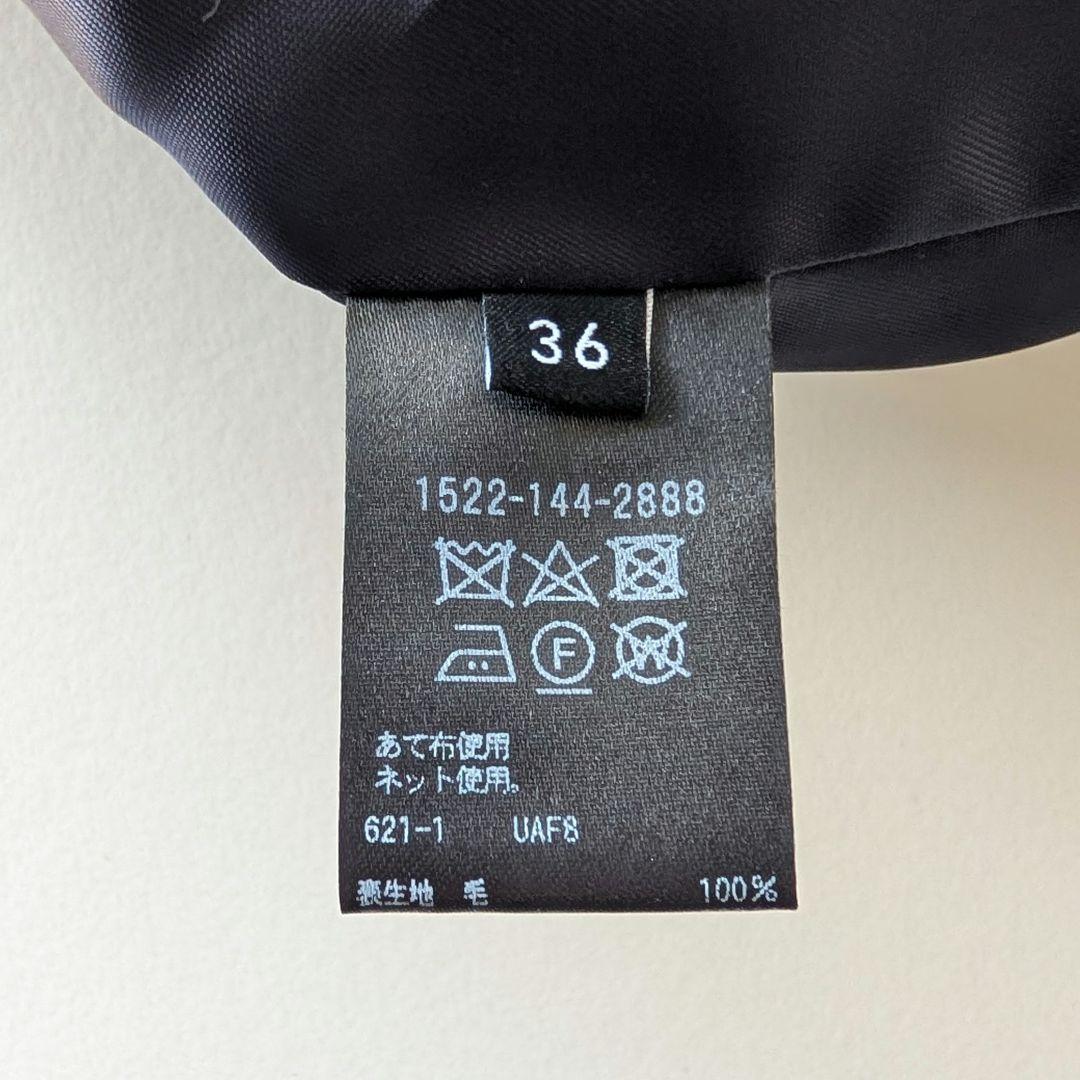 36
1522-144-2888
F
W
あて布使用
ネット使用。
621-1 UAF8
表生地 毛 100%